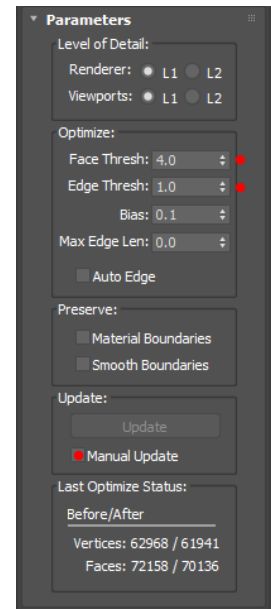 Parameters
Level of Detail:
Renderer: L1 L2
Viewports: L1 L2
Optimize:
Face Thresh: 4.0
Edge Thresh: 1.0
Bias: 0.1
Max Edge Len: 0.0
Auto Edge
Preserve:
Material Boundaries
Smooth Boundaries
Update:
Update
Manual Update
Last Optimize Status:
Before/After
Vertices: 62968 / 61941
Faces: 72158 / 70136